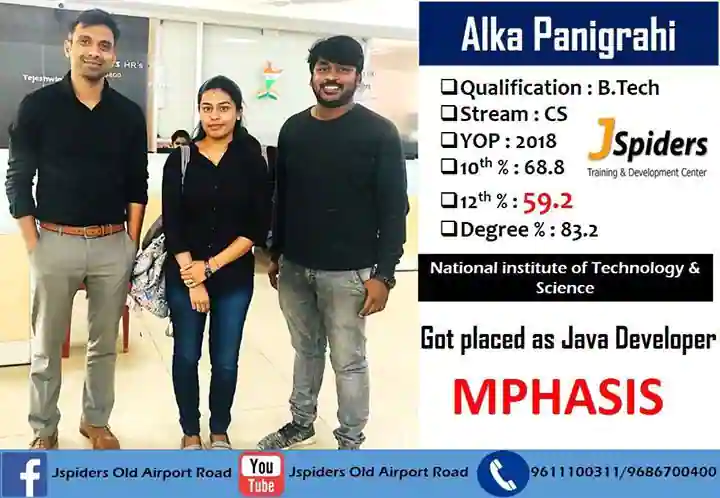 HR's
Tejeshwin
Alka Panigrahi
❑Qualification : B.Tech
❑Stream : CS
❑YOP : 2018
❑10th % : 68.8
❑12th % : 59.2
❑Degree % : 83.2
JSpiders
Training & Development Center
National institute of Technology &
Science
Got placed as Java Developer
MPHASIS
f Jspiders Old Airport Road
You
Tube
Jspiders Old Airport Road
9611100311/9686700400